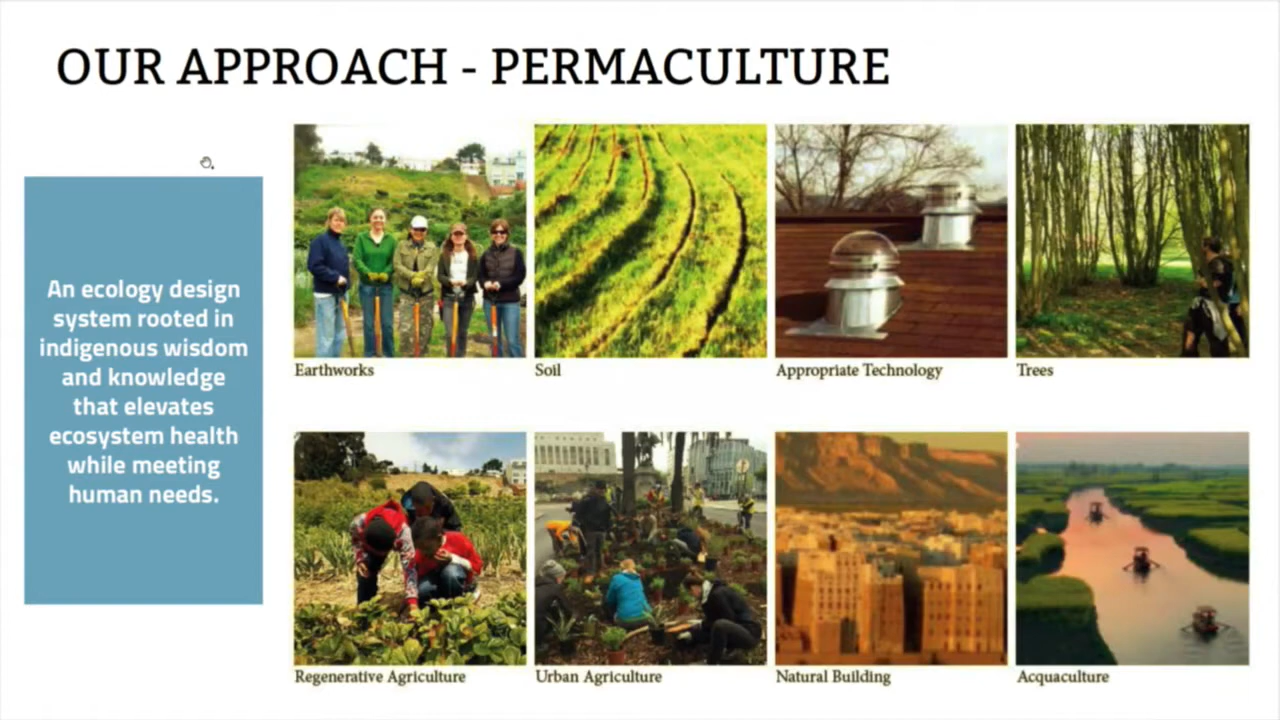 OUR APPROACH - PERMACULTURE
An ecology design
system rooted in
indigenous wisdom
and knowledge
that elevates
ecosystem health
while meeting
human needs.
Earthworks
Soil
Appropriate Technology
Trees
Regenerative Agriculture
Urban Agriculture
Natural Building
Acquaculture